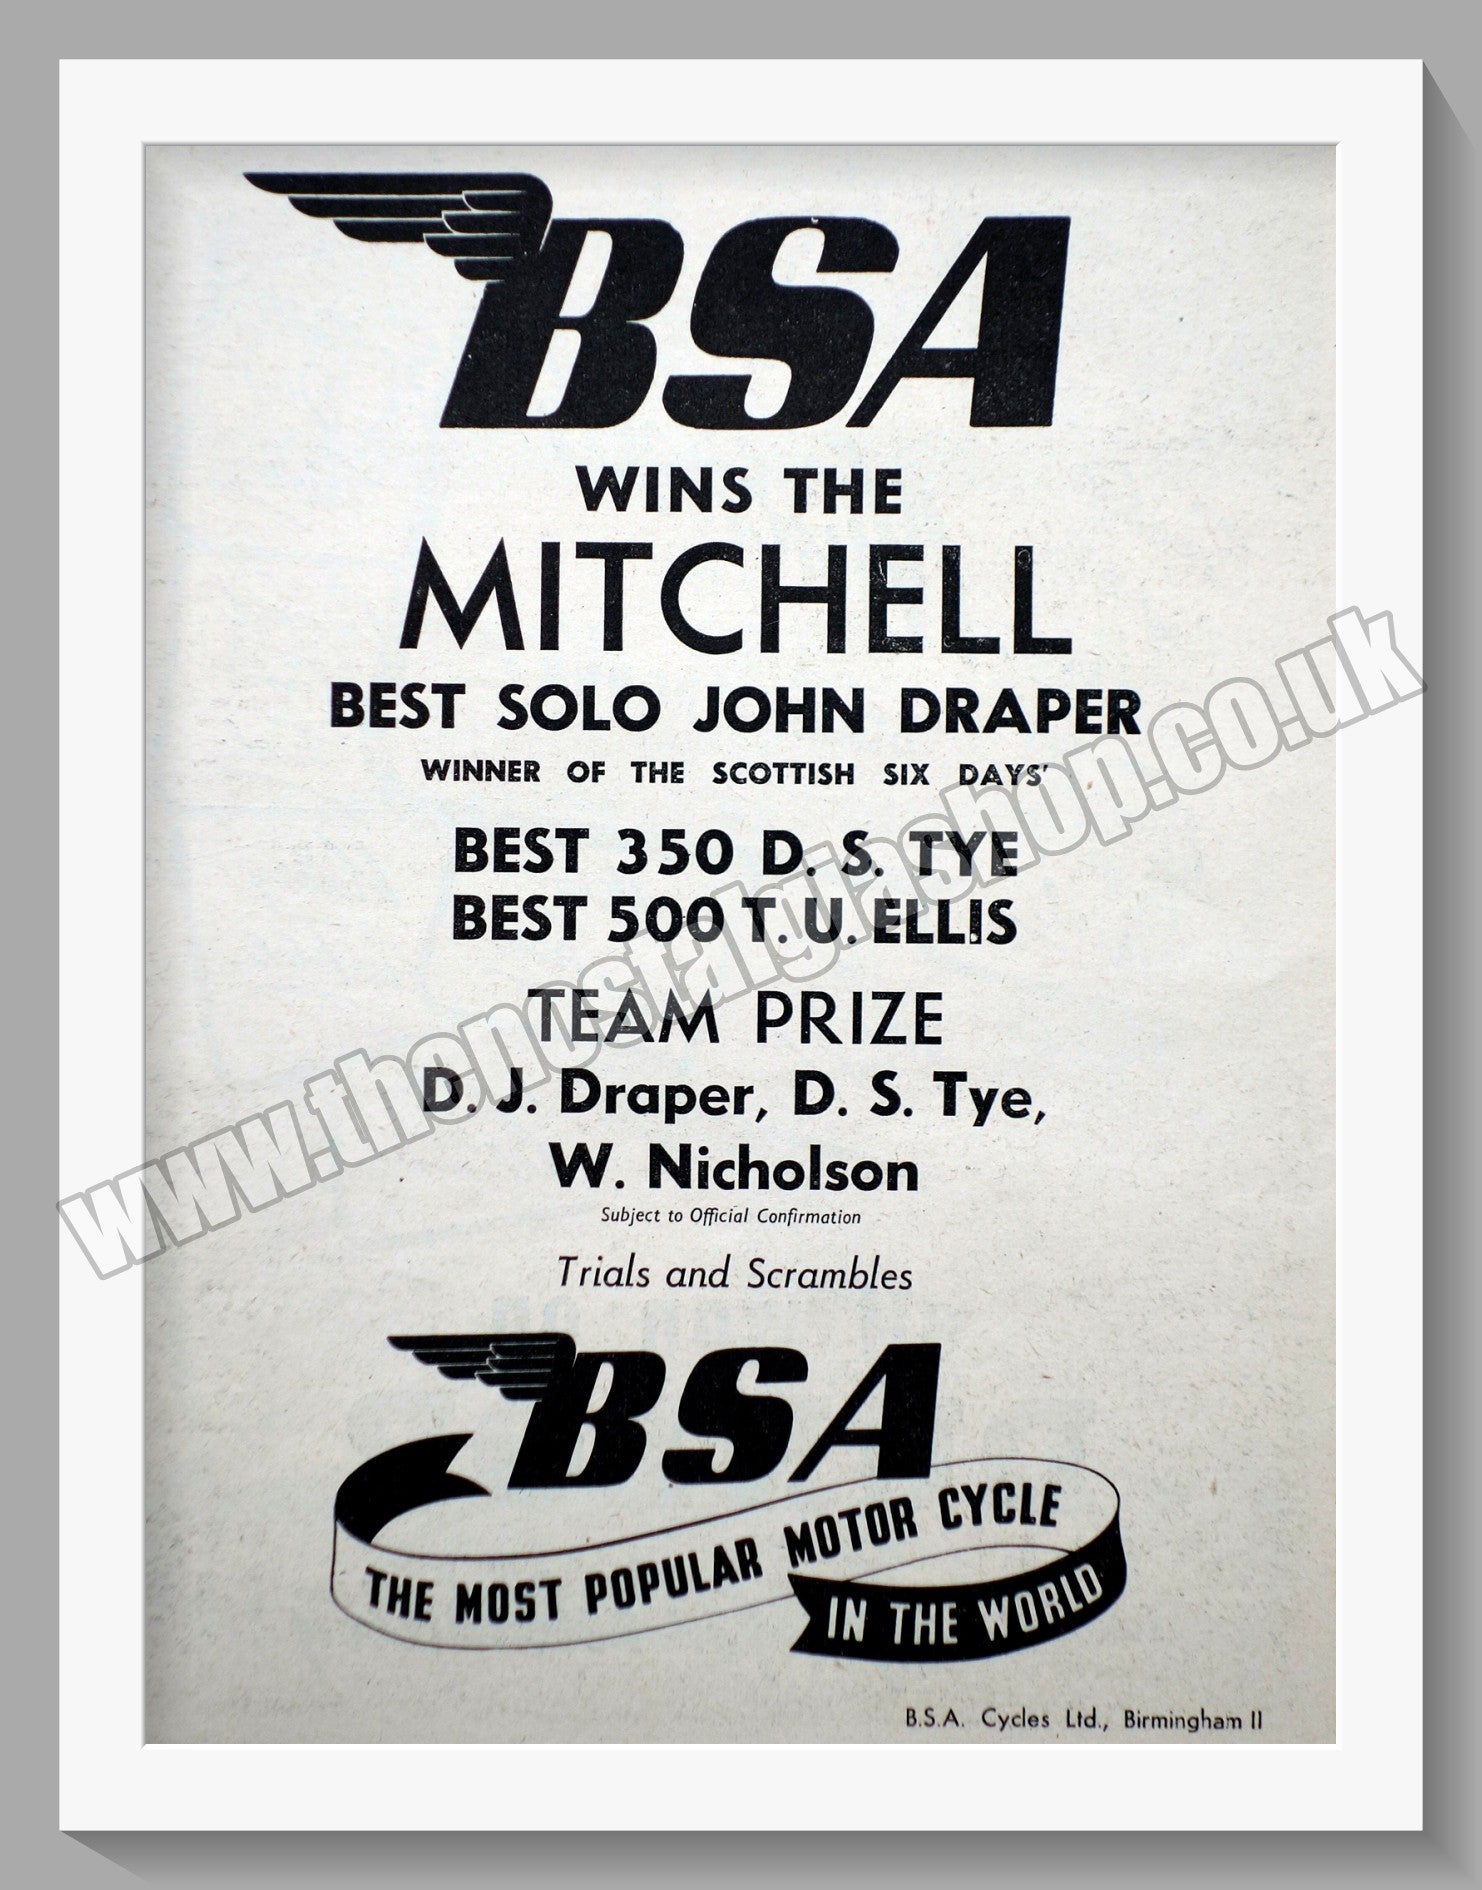 BSA
WINS THE
MITCHELL
BEST SOLO JOHN DRAPER
WINNER OF THE SCOTTISH SIX DAYS'
BEST 350 D. S. TYE
BEST 500 T. U. ELLIS
TEAM PRIZE
D. J. Draper, D. S. Tye,
W. Nicholson
Subject to Official Confirmation
Trials and Scrambles
BSA
THE MOST POPULAR MOTOR CYCLE
IN THE WORLD
B.S.A. Cycles Ltd., Birmingham 11
www.thenostalgiashop.co.uk